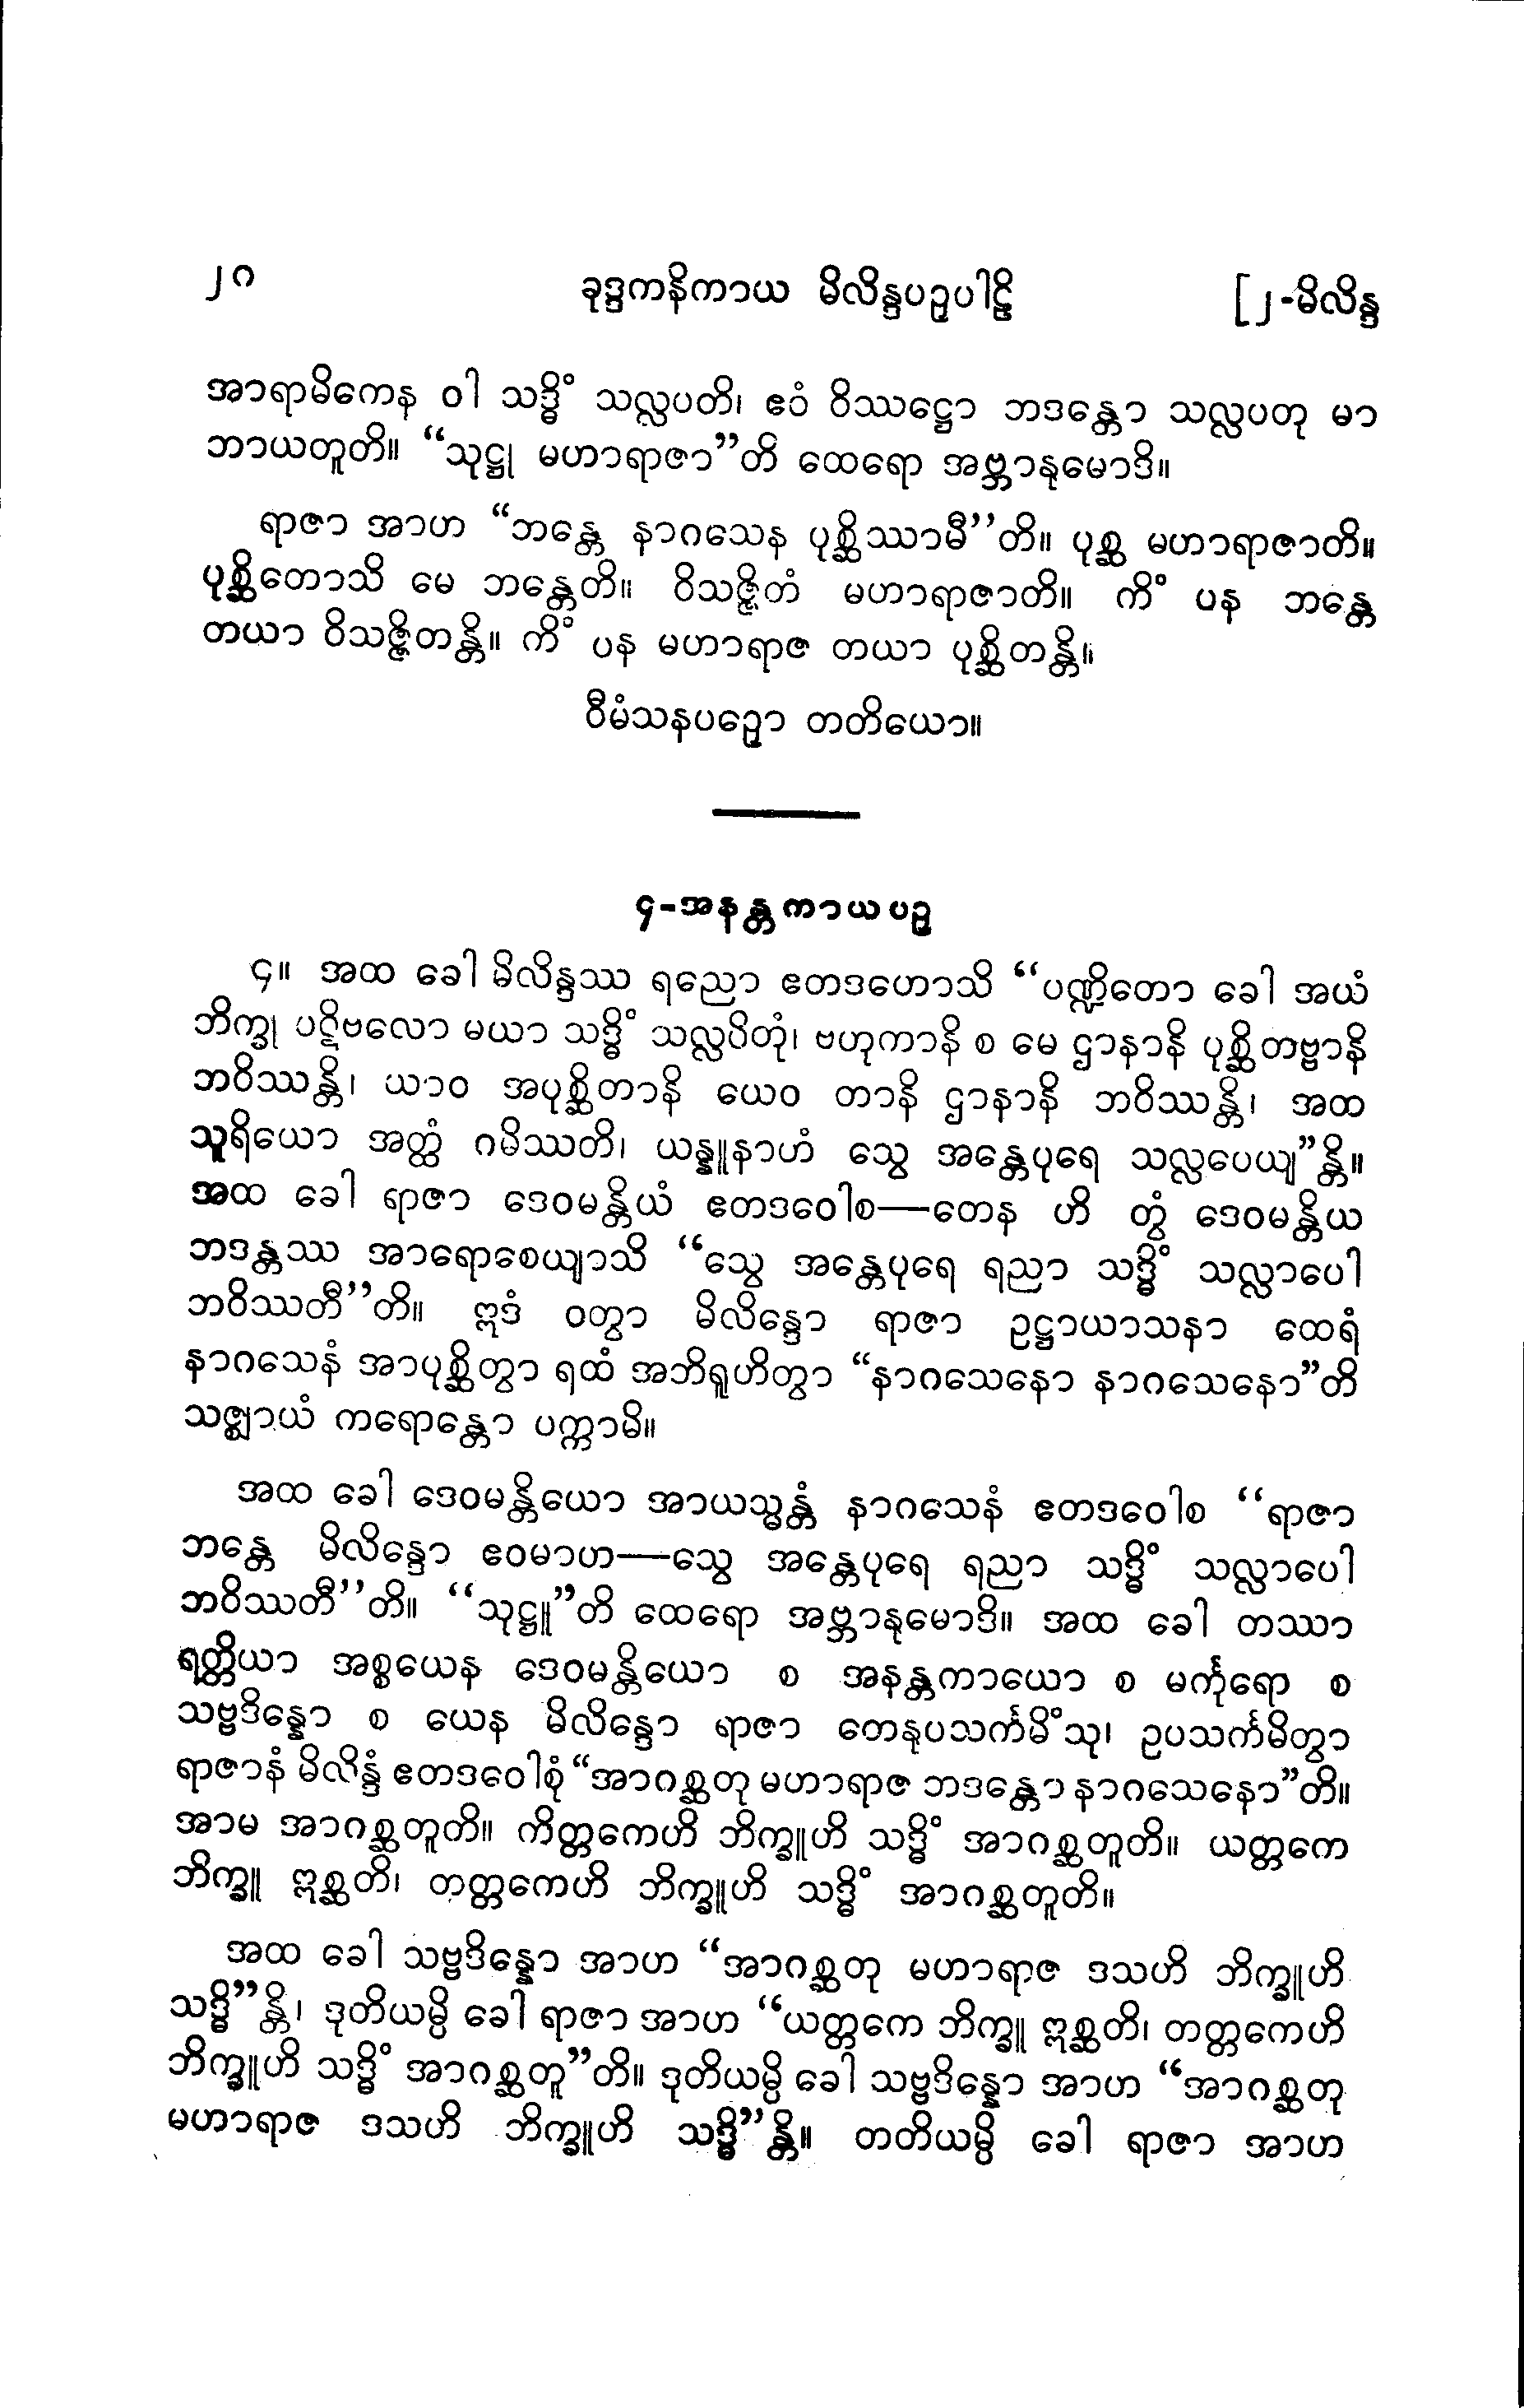 ၂၈ ခုဒ္ဒကနိကာယ မိလိန္ဒပဉှပါဠိ [၂-မိလိန္ဒ
အာရာမိကေန ဝါ သဒ္ဓိံ သလ္လပတိ၊ ဧဝံ ဝိဿဋ္ဌော ဘဒန္တော သလ္လပတု မာ
ဘာယတူတိ။ “သုဋ္ဌု မဟာရာဇာ”တိ ထေရော အဗ္ဘာနုမောဒိ။
ရာဇာ အာဟ “ဘန္တေ နာဂသေန ပုစ္ဆိဿာမီ”တိ။ ပုစ္ဆ မဟာရာဇာတိ။
ပုစ္ဆိတောသိ မေ ဘန္တေတိ။ ဝိသဇ္ဇိတံ မဟာရာဇာတိ။ ကိံ ပန ဘန္တေ
တယာ ဝိသဇ္ဇိတန္တိ။ ကိံ ပန မဟာရာဇ တယာ ပုစ္ဆိတန္တိ။
ဝီမံသနပဉှော တတိယော။
၄-အနန္တကာယပဉှ
၄။ အထ ခေါ မိလိန္ဒဿ ရညော ဧတဒဟောသိ “ပဏ္ဍိတော ခေါ အယံ
ဘိက္ခု ပဋိဗလော မယာ သဒ္ဓိံ သလ္လပိတုံ၊ ဗဟုကာနိ စ မေ ဌာနာနိ ပုစ္ဆိတဗ္ဗာနိ
ဘဝိဿန္တိ၊ ယာဝ အပုစ္ဆိတာနိ ယေဝ တာနိ ဌာနာနိ ဘဝိဿန္တိ၊ အထ
သူရိယော အတ္ထံ ဂမိဿတိ၊ ယန္နူနာဟံ သွေ အန္တေပုရေ သလ္လပေယျ”န္တိ။
အထ ခေါ ရာဇာ ဒေဝမန္တိယံ ဧတဒဝေါစ—တေန ဟိ တွံ ဒေဝမန္တိယ
ဘဒန္တဿ အာရောစေယျာသိ “သွေ အန္တေပုရေ ရညာ သဒ္ဓိံ သလ္လာပေါ
ဘဝိဿတီ”တိ။ ဣဒံ ဝတွာ မိလိန္ဒော ရာဇာ ဥဋ္ဌာယာသနာ ထေရံ
နာဂသေနံ အာပုစ္ဆိတွာ ရထံ အဘိရူဟိတွာ “နာဂသေနော နာဂသေနော”တိ
သဇ္ဈာယံ ကရောန္တော ပက္ကာမိ။
အထ ခေါ ဒေဝမန္တိယော အာယသ္မန္တံ နာဂသေနံ ဧတဒဝေါစ “ရာဇာ
ဘန္တေ မိလိန္ဒော ဧဝမာဟ—သွေ အန္တေပုရေ ရညာ သဒ္ဓိံ သလ္လာပေါ
ဘဝိဿတီ”တိ။ “သုဋ္ဌူ”တိ ထေရော အဗ္ဘာနုမောဒိ။ အထ ခေါ တဿာ
ရတ္တိယာ အစ္စယေန ဒေဝမန္တိယော စ အနန္တကာယော စ မင်္ကုရော စ
သဗ္ဗဒိန္နော စ ယေန မိလိန္ဒော ရာဇာ တေနုပသင်္ကမိံသု၊ ဥပသင်္ကမိတွာ
ရာဇာနံ မိလိန္ဒံ ဧတဒဝေါစုံ “အာဂစ္ဆတု မဟာရာဇ ဘဒန္တော နာဂသေနော”တိ။
အာမ အာဂစ္ဆတူတိ။ ကိတ္တကေဟိ ဘိက္ခူဟိ သဒ္ဓိံ အာဂစ္ဆတူတိ။ ယတ္တကေ
ဘိက္ခူ ဣစ္ဆတိ၊ တတ္တကေဟိ ဘိက္ခူဟိ သဒ္ဓိံ အာဂစ္ဆတူတိ။
အထ ခေါ သဗ္ဗဒိန္နော အာဟ “အာဂစ္ဆတု မဟာရာဇ ဒသဟိ ဘိက္ခူဟိ
သဒ္ဓိ”န္တိ၊ ဒုတိယမ္ပိ ခေါ ရာဇာ အာဟ “ယတ္တကေ ဘိက္ခူ ဣစ္ဆတိ၊ တတ္တကေဟိ
ဘိက္ခူဟိ သဒ္ဓိံ အာဂစ္ဆတူ”တိ။ ဒုတိယမ္ပိ ခေါ သဗ္ဗဒိန္နော အာဟ “အာဂစ္ဆတု
မဟာရာဇ ဒသဟိ ဘိက္ခူဟိ သဒ္ဓိ”န္တိ။ တတိယမ္ပိ ခေါ ရာဇာ အာဟ